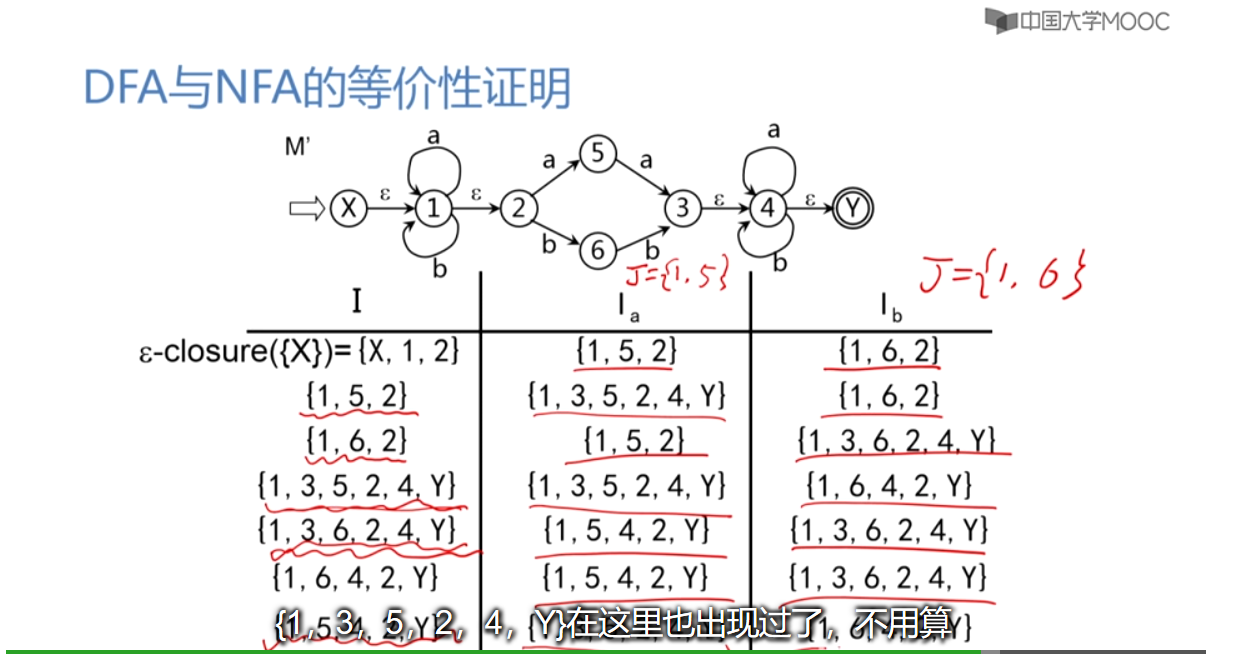 中国大学MOOC
DFA与NFA的等价性证明
M'
a a
5
a a
ε ε ε ε
X 1 2 3 4 Y
b b
6
b b
J={1,5}
J={1, 6}
I Ia Ib
ε-closure({X})={X, 1, 2} {1, 5, 2} {1, 6, 2}
{1, 5, 2} {1, 3, 5, 2, 4, Y} {1, 6, 2}
{1, 6, 2} {1, 5, 2} {1, 3, 6, 2, 4, Y}
{1, 3, 5, 2, 4, Y} {1, 3, 5, 2, 4, Y} {1, 6, 4, 2, Y}
{1, 3, 6, 2, 4, Y} {1, 5, 4, 2, Y} {1, 3, 6, 2, 4, Y}
{1, 6, 4, 2, Y} {1, 5, 4, 2, Y} {1, 3, 6, 2, 4, Y}
{1，3，5，2，4，Y}在这里也出现过了，不用算